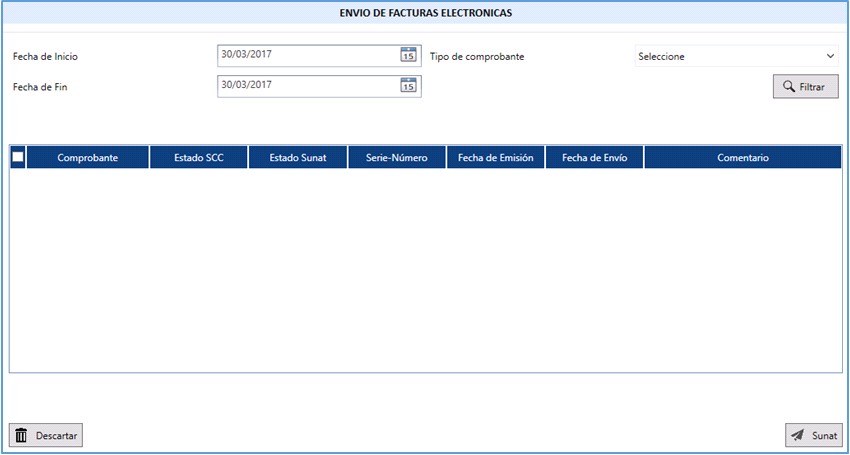 ENVIO DE FACTURAS ELECTRONICAS
Fecha de Inicio 30/03/2017 15 Tipo de comprobante Seleccione
Fecha de Fin 30/03/2017 15 Filtrar
Comprobante Estado SCC Estado Sunat Serie-Número Fecha de Emisión Fecha de Envío Comentario
Descartar Sunat